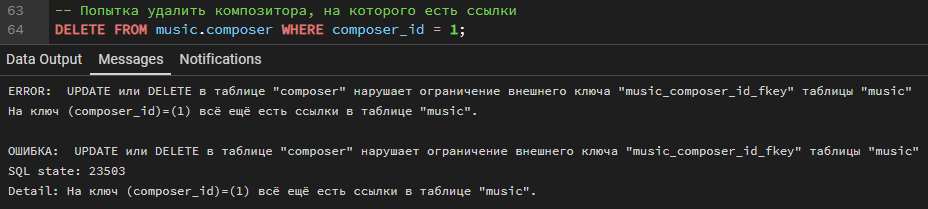 63 -- Попытка удалить композитора, на которого есть ссылки
64 DELETE FROM music.composer WHERE composer_id = 1;
Data Output Messages Notifications
ERROR:  UPDATE или DELETE в таблице "composer" нарушает ограничение внешнего ключа "music_composer_id_fkey" таблицы "music"
На ключ (composer_id)=(1) всё ещё есть ссылки в таблице "music".
ОШИБКА:  UPDATE или DELETE в таблице "composer" нарушает ограничение внешнего ключа "music_composer_id_fkey" таблицы "music"
SQL state: 23503
Detail: На ключ (composer_id)=(1) всё ещё есть ссылки в таблице "music".